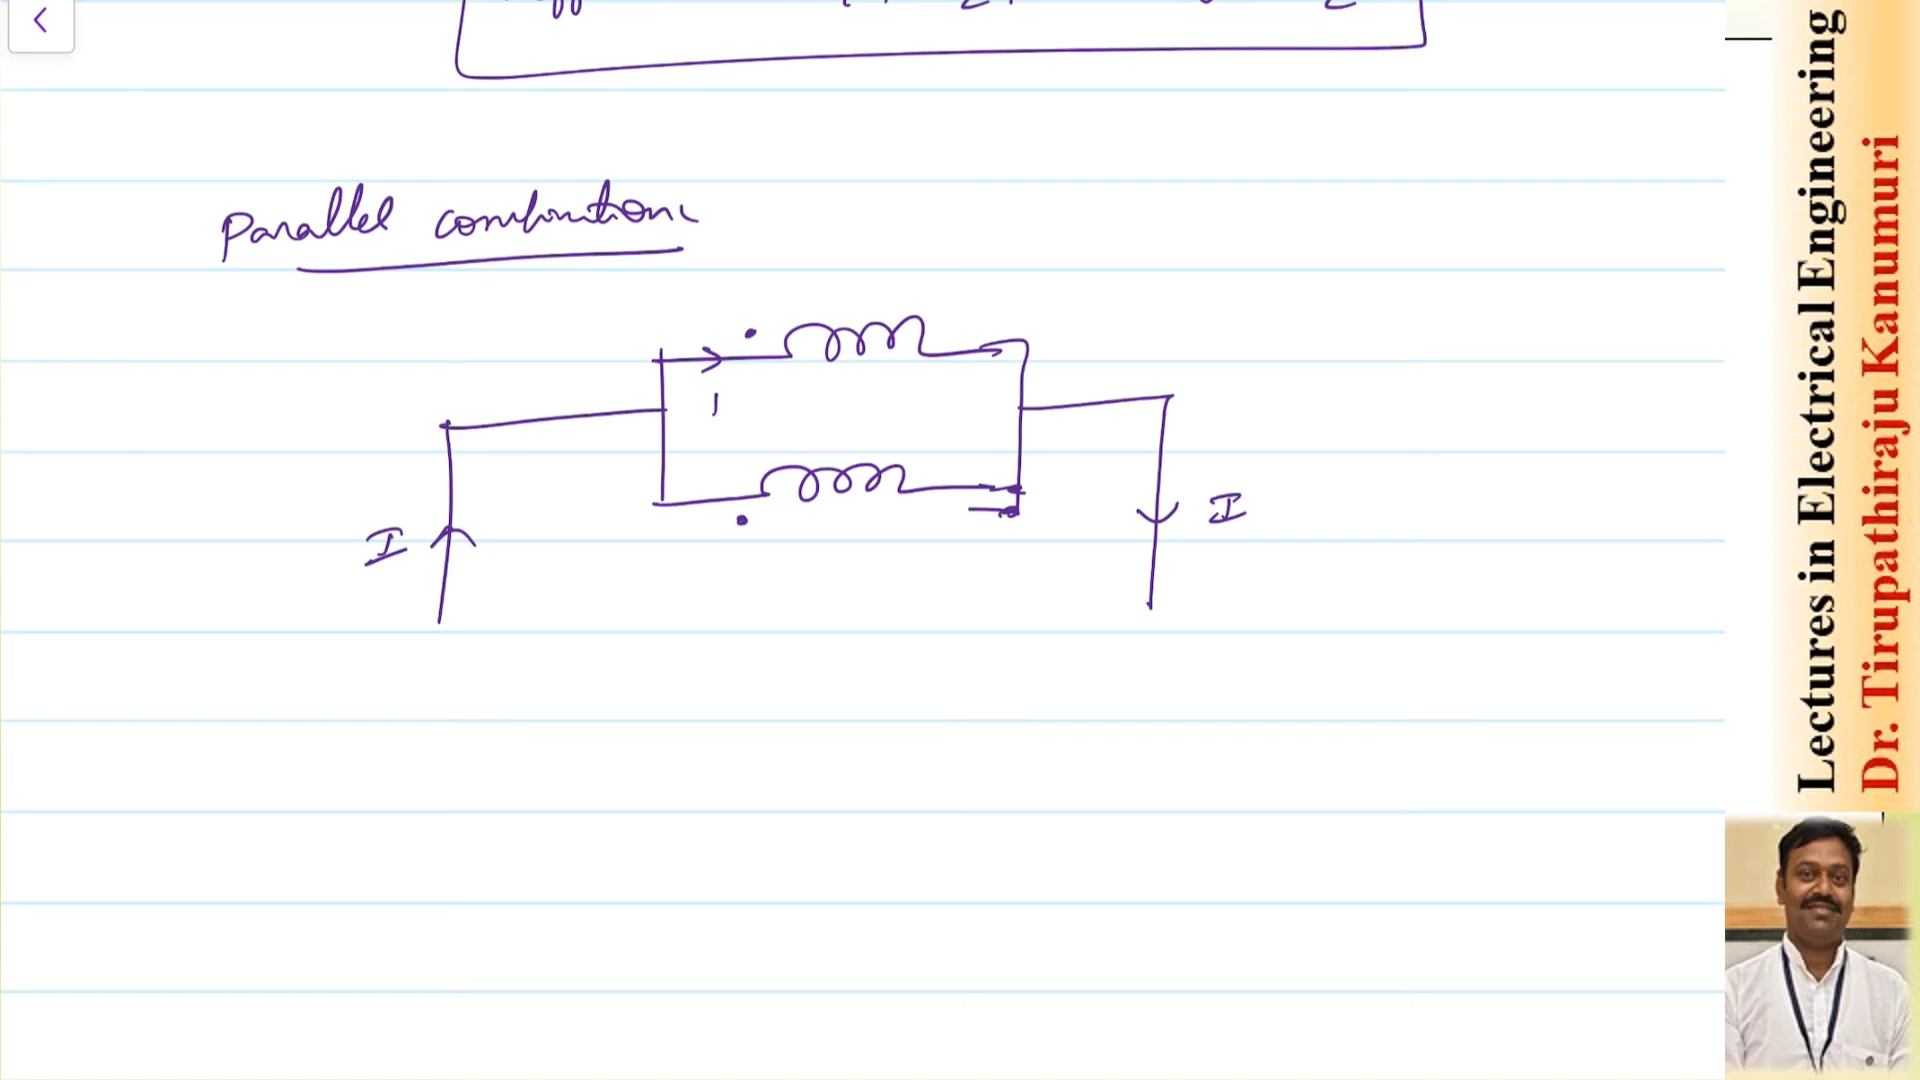 Parallel combination
I
I
Lectures in Electrical Engineering
Dr. Tirupathiraju Kanumuri